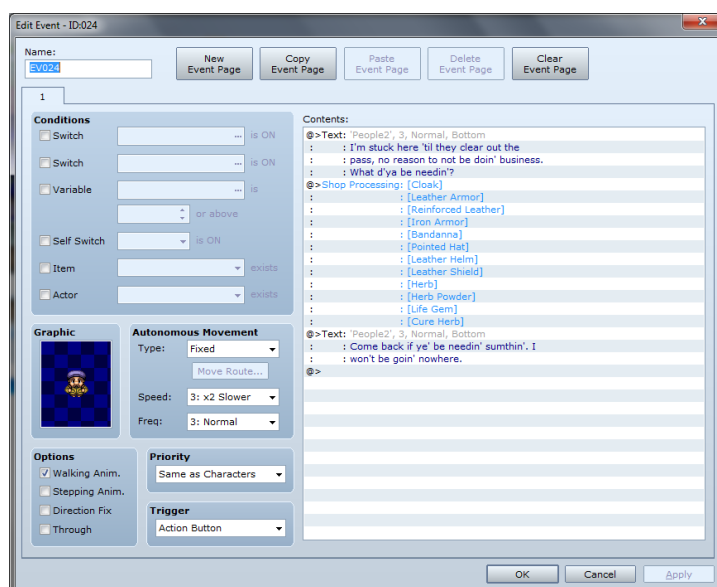 Edit Event - ID:024
Name:
EV024
New Event Page
Copy Event Page
Paste Event Page
Delete Event Page
Clear Event Page
1
Conditions
Switch ... is ON
Switch ... is ON
Variable ... is
or above
Self Switch is ON
Item exists
Actor exists
Graphic
Autonomous Movement
Type: Fixed
Move Route...
Speed: 3: x2 Slower
Freq: 3: Normal
Options
Walking Anim.
Stepping Anim.
Direction Fix
Through
Priority
Same as Characters
Trigger
Action Button
Contents:
@>Text: 'People2', 3, Normal, Bottom
: : I'm stuck here 'til they clear out the
: : pass, no reason to not be doin' business.
: : What d'ya be needin'?
@>Shop Processing: [Cloak]
: : [Leather Armor]
: : [Reinforced Leather]
: : [Iron Armor]
: : [Bandanna]
: : [Pointed Hat]
: : [Leather Helm]
: : [Leather Shield]
: : [Herb]
: : [Herb Powder]
: : [Life Gem]
: : [Cure Herb]
@>Text: 'People2', 3, Normal, Bottom
: : Come back if ye' be needin' sumthin'. I
: : won't be goin' nowhere.
@>
OK
Cancel
Apply